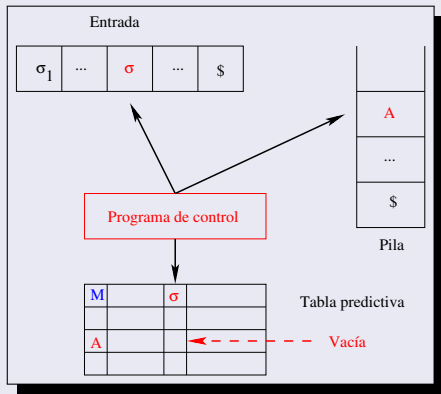 Entrada
σ1 ... σ ... $
A
...
$
Pila
Programa de control
M σ
Tabla predictiva
A
Vacía